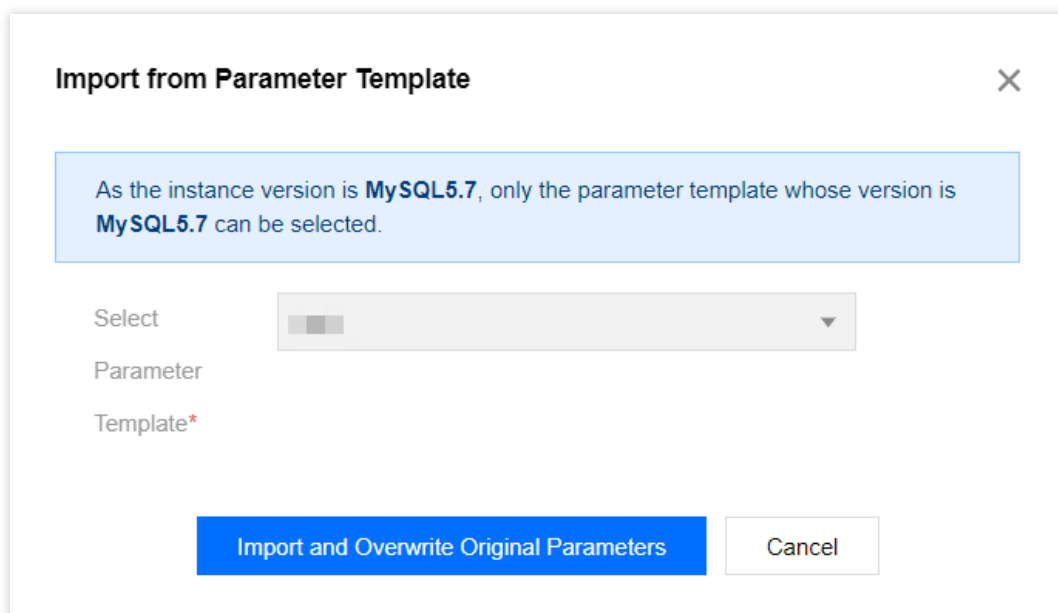 Import from Parameter Template
As the instance version is MySQL5.7, only the parameter template whose version is
MySQL5.7 can be selected.
Select
Parameter
Template*
Import and Overwrite Original Parameters
Cancel